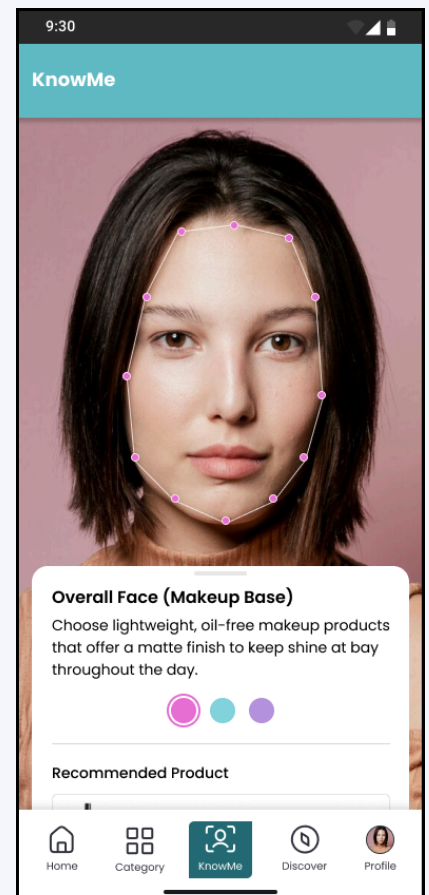 9:30
KnowMe
Overall Face (Makeup Base)
Choose lightweight, oil-free makeup products
that offer a matte finish to keep shine at bay
throughout the day.
Recommended Product
Home
Category
KnowMe
Discover
Profile